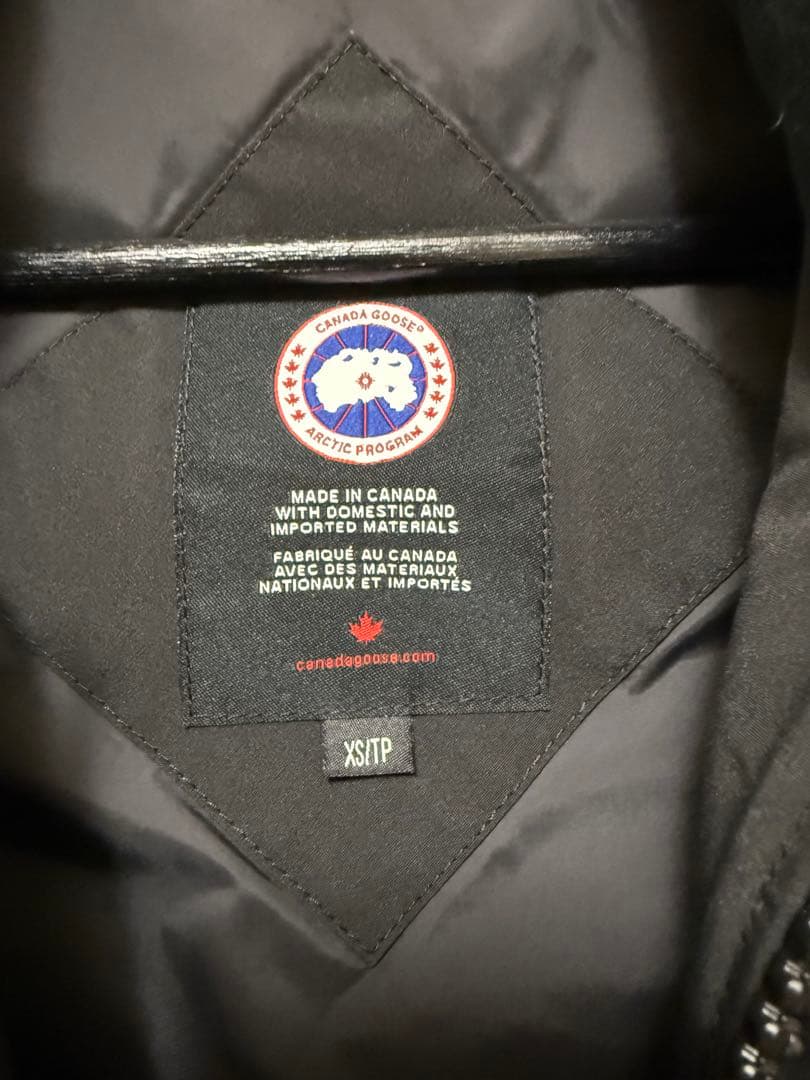 CANADA GOOSE®
ARCTIC PROGRAM
MADE IN CANADA
WITH DOMESTIC AND
IMPORTED MATERIALS
FABRIQUÉ AU CANADA
AVEC DES MATERIAUX
NATIONAUX ET IMPORTÉS
canadagoose.com
XS/TP